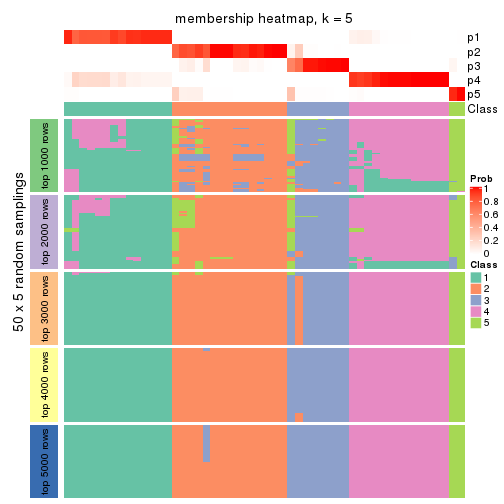 membership heatmap, k = 5
p1
p2
p3
p4
p5
Class
50 x 5 random samplings
top 1000 rows
top 2000 rows
top 3000 rows
top 4000 rows
top 5000 rows
Prob
1
0.8
0.6
0.4
0.2
0
Class
1
2
3
4
5